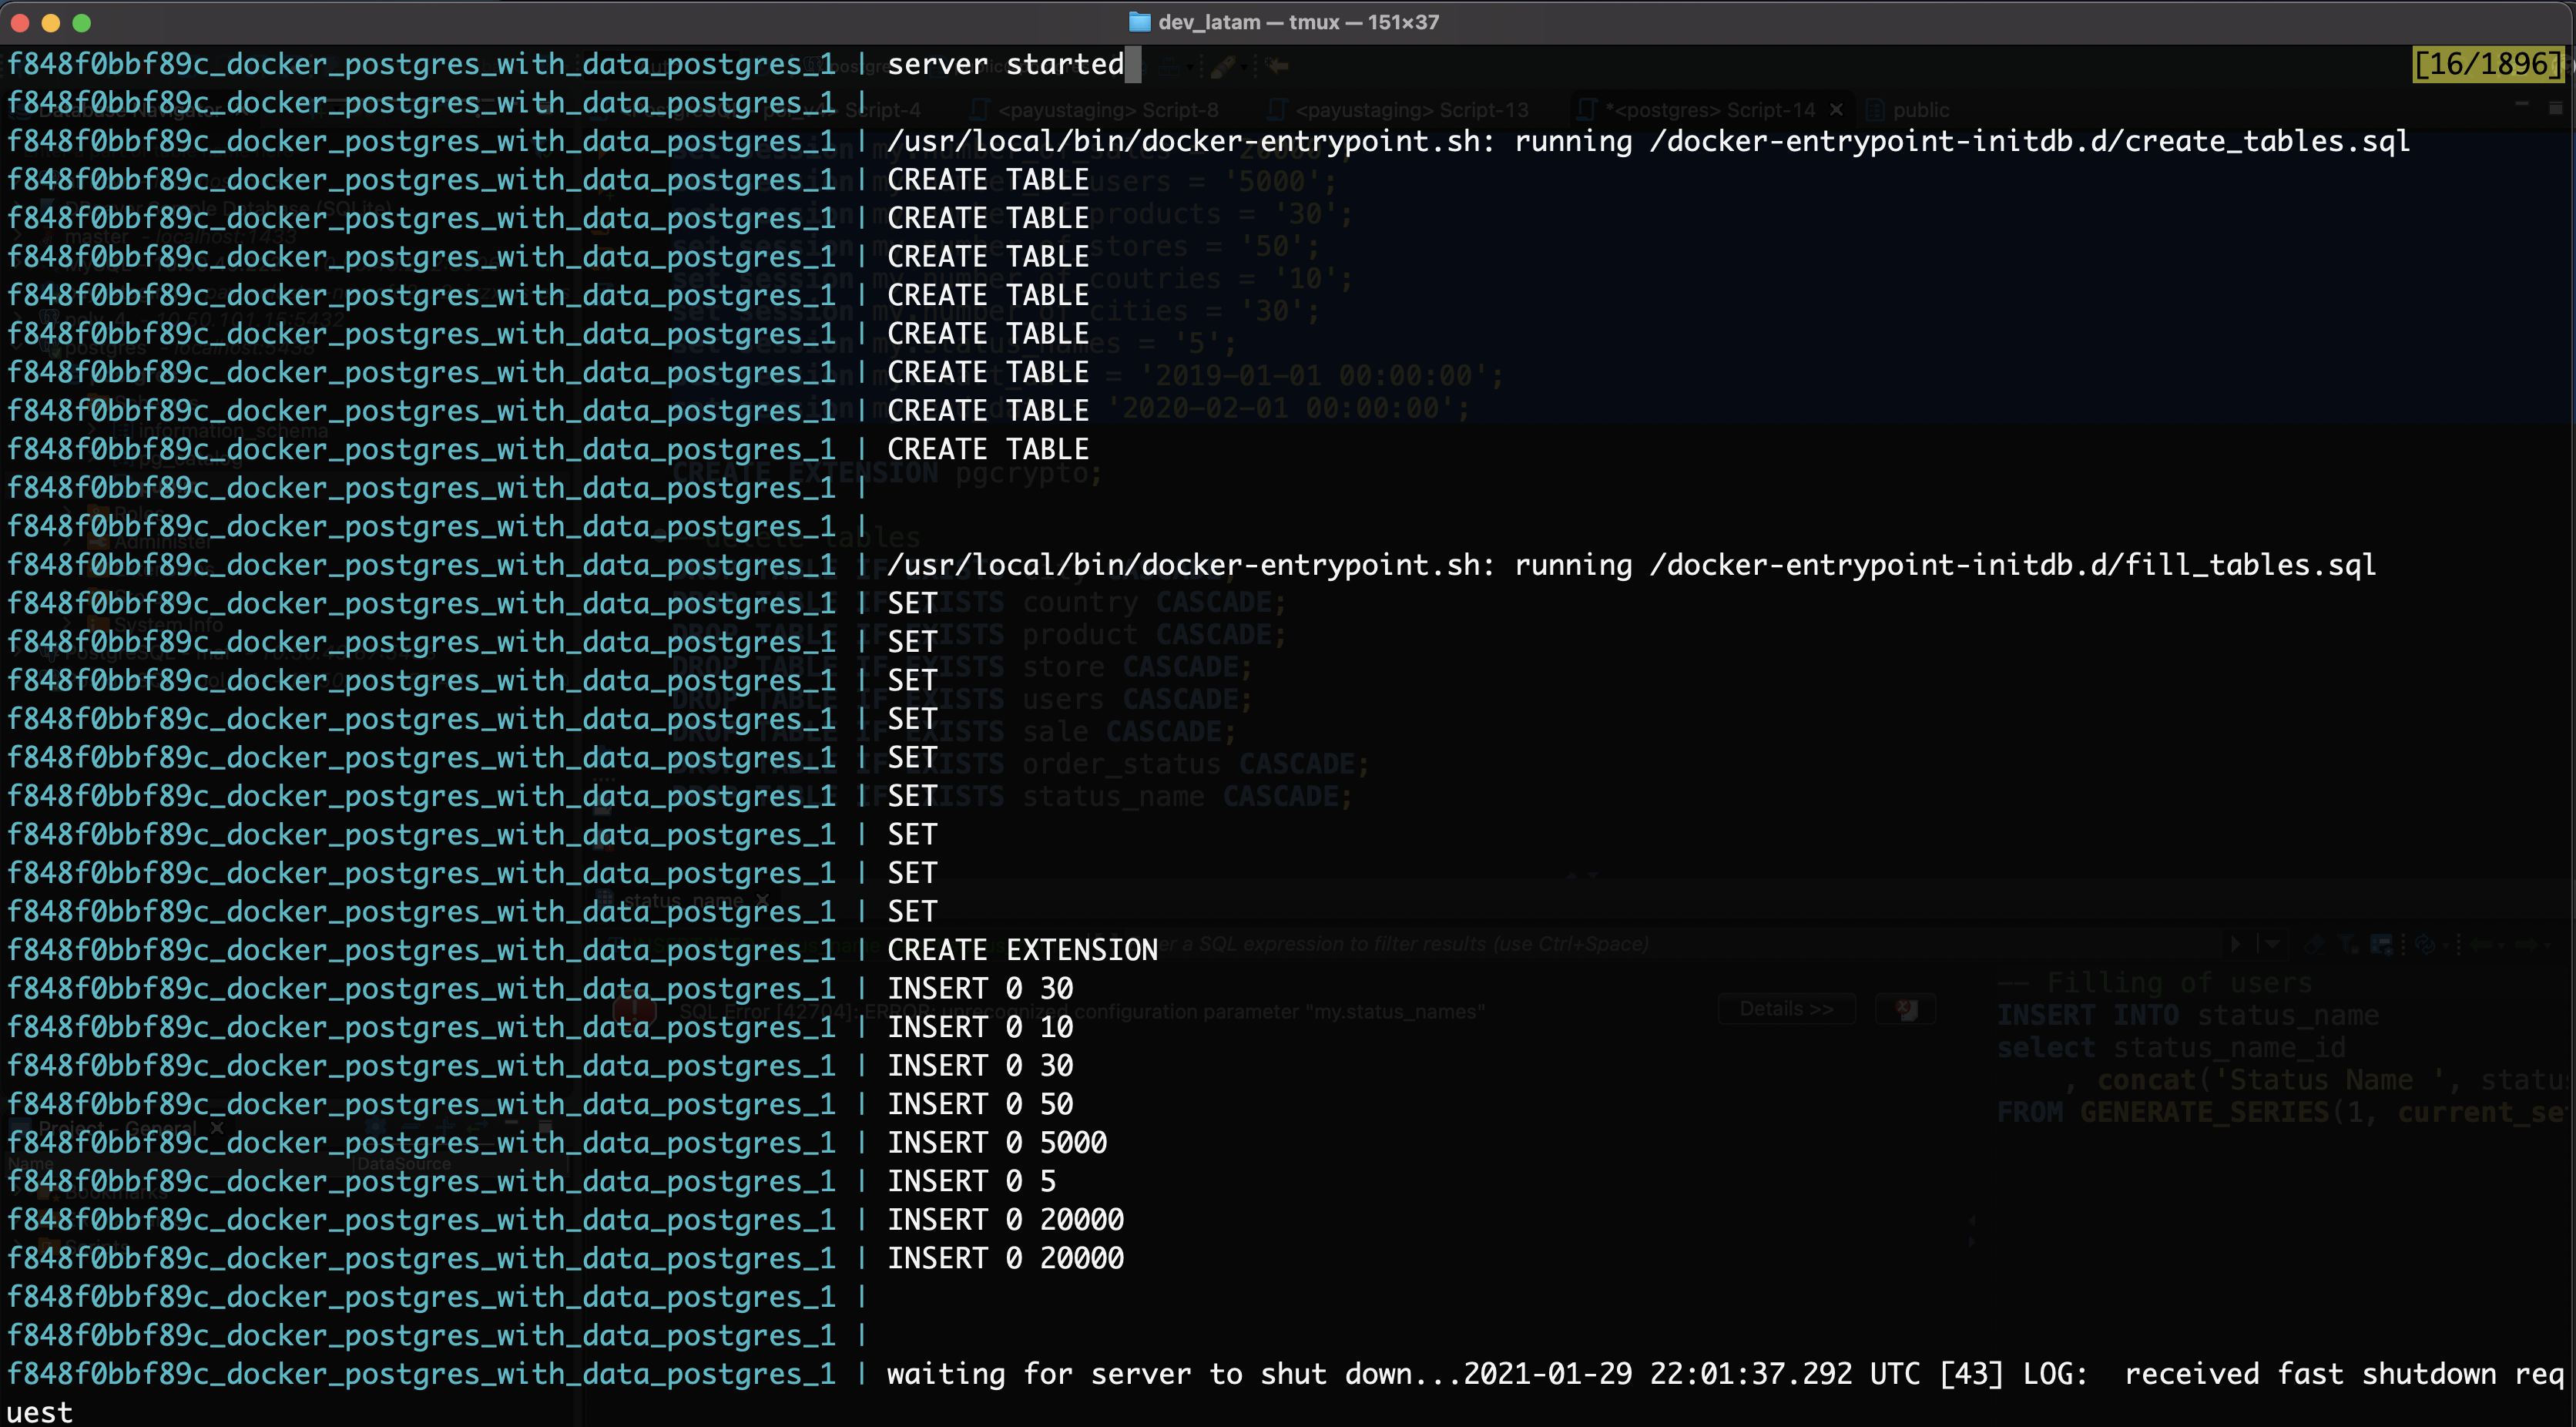 dev_latam — tmux — 151×37
f848f0bbf89c_docker_postgres_with_data_postgres_1 | server started [16/1896]
f848f0bbf89c_docker_postgres_with_data_postgres_1 |
f848f0bbf89c_docker_postgres_with_data_postgres_1 | /usr/local/bin/docker-entrypoint.sh: running /docker-entrypoint-initdb.d/create_tables.sql
f848f0bbf89c_docker_postgres_with_data_postgres_1 | CREATE TABLE
f848f0bbf89c_docker_postgres_with_data_postgres_1 | CREATE TABLE
f848f0bbf89c_docker_postgres_with_data_postgres_1 | CREATE TABLE
f848f0bbf89c_docker_postgres_with_data_postgres_1 | CREATE TABLE
f848f0bbf89c_docker_postgres_with_data_postgres_1 | CREATE TABLE
f848f0bbf89c_docker_postgres_with_data_postgres_1 | CREATE TABLE
f848f0bbf89c_docker_postgres_with_data_postgres_1 | CREATE TABLE
f848f0bbf89c_docker_postgres_with_data_postgres_1 | CREATE TABLE
f848f0bbf89c_docker_postgres_with_data_postgres_1 |
f848f0bbf89c_docker_postgres_with_data_postgres_1 |
f848f0bbf89c_docker_postgres_with_data_postgres_1 | /usr/local/bin/docker-entrypoint.sh: running /docker-entrypoint-initdb.d/fill_tables.sql
f848f0bbf89c_docker_postgres_with_data_postgres_1 | SET
f848f0bbf89c_docker_postgres_with_data_postgres_1 | SET
f848f0bbf89c_docker_postgres_with_data_postgres_1 | SET
f848f0bbf89c_docker_postgres_with_data_postgres_1 | SET
f848f0bbf89c_docker_postgres_with_data_postgres_1 | SET
f848f0bbf89c_docker_postgres_with_data_postgres_1 | SET
f848f0bbf89c_docker_postgres_with_data_postgres_1 | SET
f848f0bbf89c_docker_postgres_with_data_postgres_1 | SET
f848f0bbf89c_docker_postgres_with_data_postgres_1 | SET
f848f0bbf89c_docker_postgres_with_data_postgres_1 | CREATE EXTENSION
f848f0bbf89c_docker_postgres_with_data_postgres_1 | INSERT 0 30
f848f0bbf89c_docker_postgres_with_data_postgres_1 | INSERT 0 10
f848f0bbf89c_docker_postgres_with_data_postgres_1 | INSERT 0 30
f848f0bbf89c_docker_postgres_with_data_postgres_1 | INSERT 0 50
f848f0bbf89c_docker_postgres_with_data_postgres_1 | INSERT 0 5000
f848f0bbf89c_docker_postgres_with_data_postgres_1 | INSERT 0 5
f848f0bbf89c_docker_postgres_with_data_postgres_1 | INSERT 0 20000
f848f0bbf89c_docker_postgres_with_data_postgres_1 | INSERT 0 20000
f848f0bbf89c_docker_postgres_with_data_postgres_1 |
f848f0bbf89c_docker_postgres_with_data_postgres_1 |
f848f0bbf89c_docker_postgres_with_data_postgres_1 | waiting for server to shut down...2021-01-29 22:01:37.292 UTC [43] LOG:  received fast shutdown req
uest